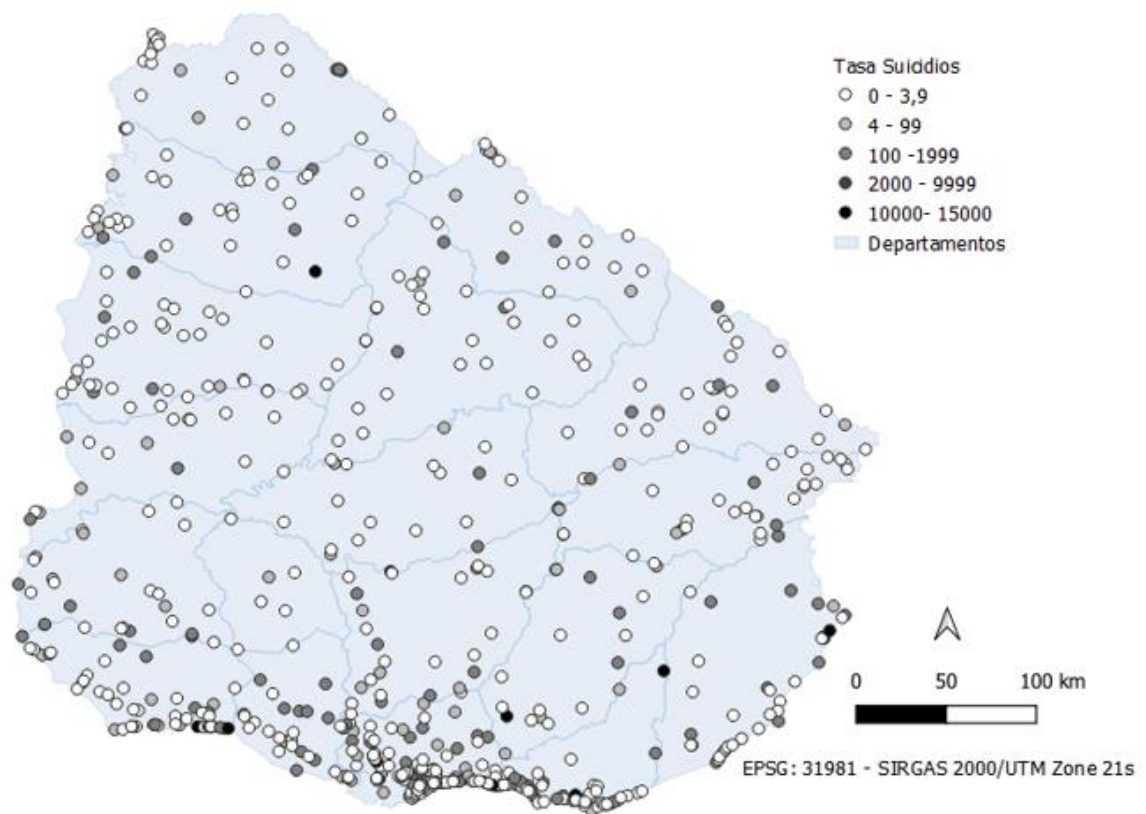 Tasa Suicidios
0 - 3,9
4 - 99
100 -1999
2000 - 9999
10000- 15000
Departamentos
0 50 100 km
EPSG: 31981 - SIRGAS 2000/UTM Zone 21s